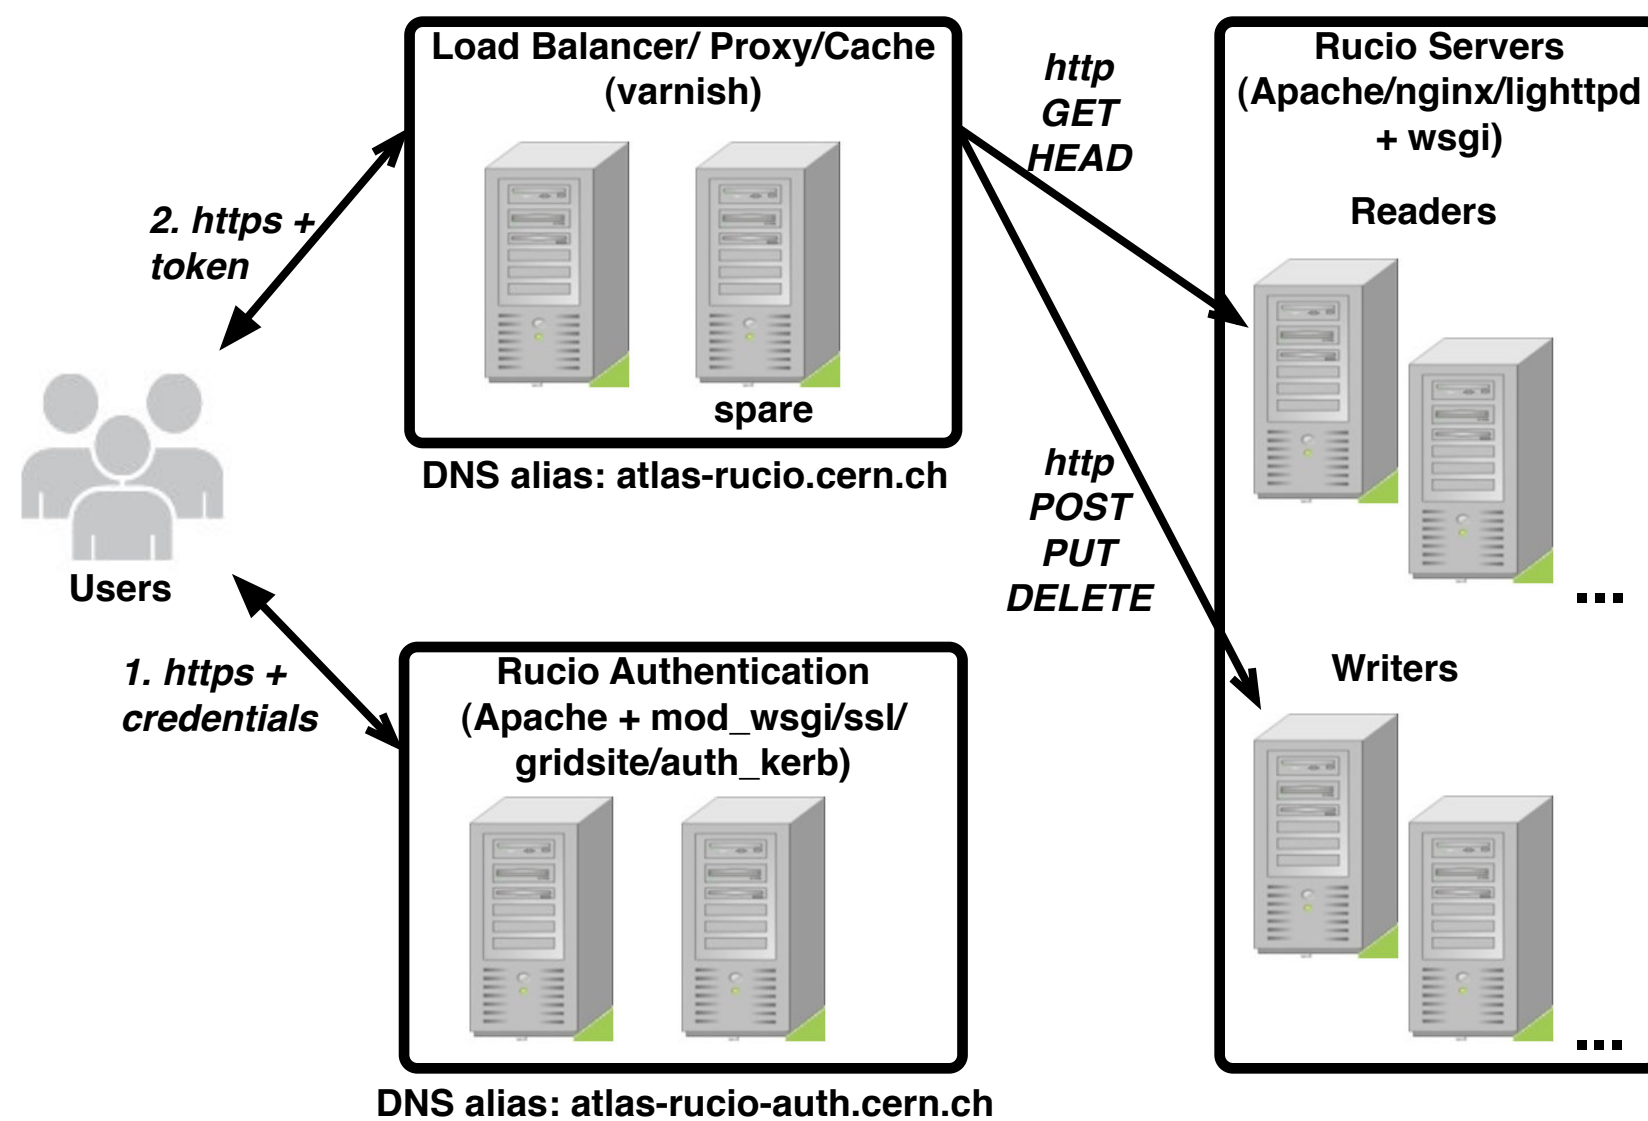 Load Balancer/ Proxy/Cache
(varnish)
spare
DNS alias: atlas-rucio.cern.ch
2. https +
token
Users
1. https +
credentials
Rucio Authentication
(Apache + mod_wsgi/ssl/
gridsite/auth_kerb)
DNS alias: atlas-rucio-auth.cern.ch
http
GET
HEAD
http
POST
PUT
DELETE
Rucio Servers
(Apache/nginx/lighttpd
+ wsgi)
Readers
...
Writers
...